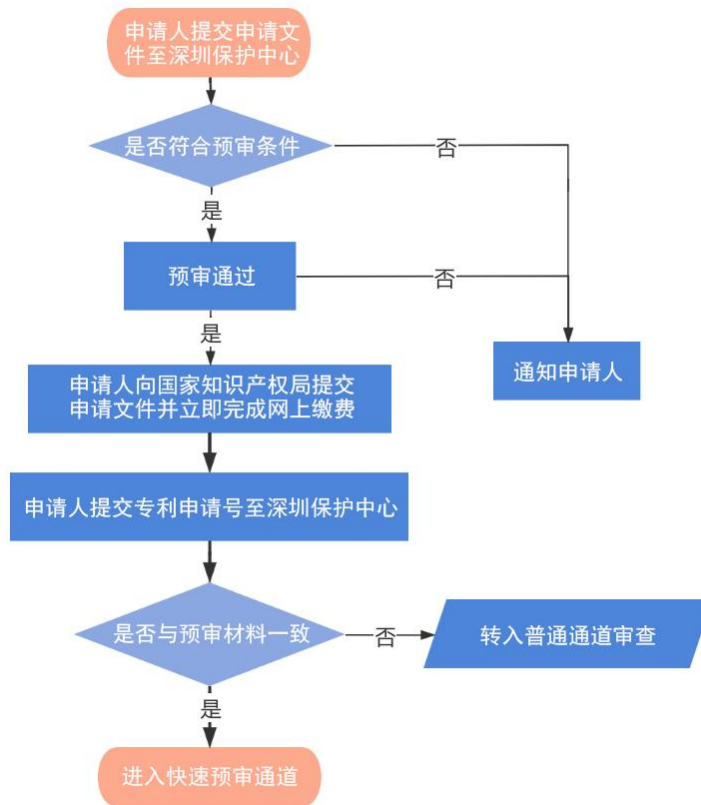 申请人提交申请文
件至深圳保护中心
是否符合预审条件
否
是
预审通过
否
是
通知申请人
申请人向国家知识产权局提交
申请文件并立即完成网上缴费
申请人提交专利申请号至深圳保护中心
是否与预审材料一致
否
转入普通通道审查
是
进入快速预审通道